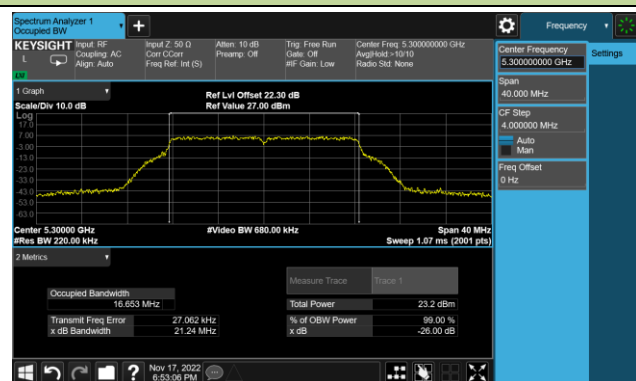 Spectrum Analyzer 1
Occupied BW
Frequency
KEYSIGHT
L
Input: RF
Coupling: AC
Align: Auto
Input Z: 50 Ω
Corr CCorr
Freq Ref: Int (S)
Atten: 10 dB
Preamp: Off
Trig: Free Run
Gate: Off
#IF Gain: Low
Center Freq: 5.300000000 GHz
Avg|Hold:>10/10
Radio Std: None
Center Frequency
5.300000000 GHz
Settings
Span
40.000 MHz
CF Step
4.000000 MHz
Auto
Man
Freq Offset
0 Hz
1 Graph
Scale/Div 10.0 dB
Ref Lvl Offset 22.30 dB
Ref Value 27.00 dBm
Log
17.0
7.00
-3.00
-13.0
-23.0
-33.0
-43.0
-53.0
-63.0
Center 5.30000 GHz
#Res BW 220.00 kHz
#Video BW 680.00 kHz
Span 40 MHz
Sweep 1.07 ms (2001 pts)
2 Metrics
Measure Trace
Trace 1
Occupied Bandwidth
16.653 MHz
Total Power
23.2 dBm
Transmit Freq Error
27.062 kHz
% of OBW Power
99.00 %
x dB Bandwidth
21.24 MHz
x dB
-26.00 dB
?
Nov 17, 2022
6:53:06 PM